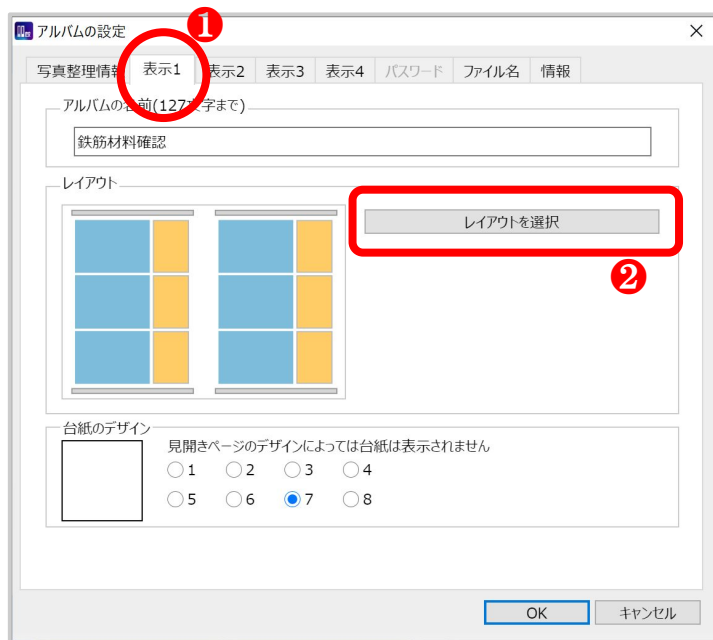 アルバムの設定
❶
写真整理情報 表示1 表示2 表示3 表示4 パスワード ファイル名 情報
アルバムの名前(127文字まで)
鉄筋材料確認
レイアウト
レイアウトを選択
❷
台紙のデザイン
見開きページのデザインによっては台紙は表示されません
1 2 3 4
5 6 7 8
OK キャンセル